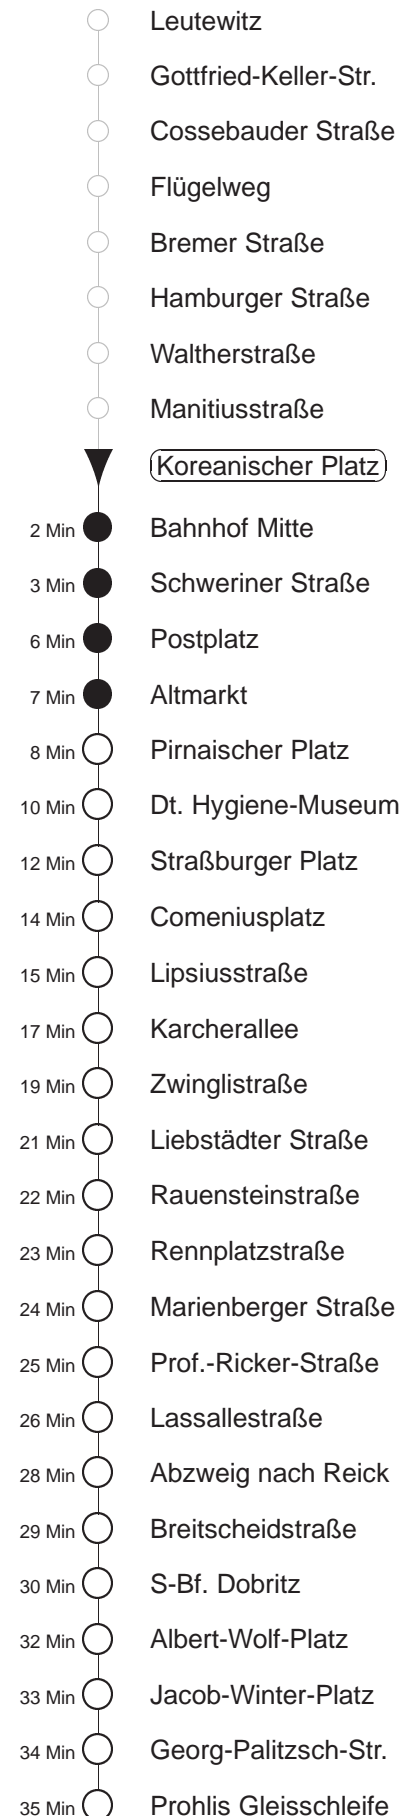 Leutewitz
Gottfried-Keller-Str.
Cossebauder Straße
Flügelweg
Bremer Straße
Hamburger Straße
Waltherstraße
Manitiusstraße
Koreanischer Platz
2 Min Bahnhof Mitte
3 Min Schweriner Straße
6 Min Postplatz
7 Min Altmarkt
8 Min Pirnaischer Platz
10 Min Dt. Hygiene-Museum
12 Min Straßburger Platz
14 Min Comeniusplatz
15 Min Lipsiusstraße
17 Min Karcherallee
19 Min Zwinglistraße
21 Min Liebstädter Straße
22 Min Rauensteinstraße
23 Min Rennplatzstraße
24 Min Marienberger Straße
25 Min Prof.-Ricker-Straße
26 Min Lassallestraße
28 Min Abzweig nach Reick
29 Min Breitscheidstraße
30 Min S-Bf. Dobritz
32 Min Albert-Wolf-Platz
33 Min Jacob-Winter-Platz
34 Min Georg-Palitzsch-Str.
35 Min Prohlis Gleisschleife